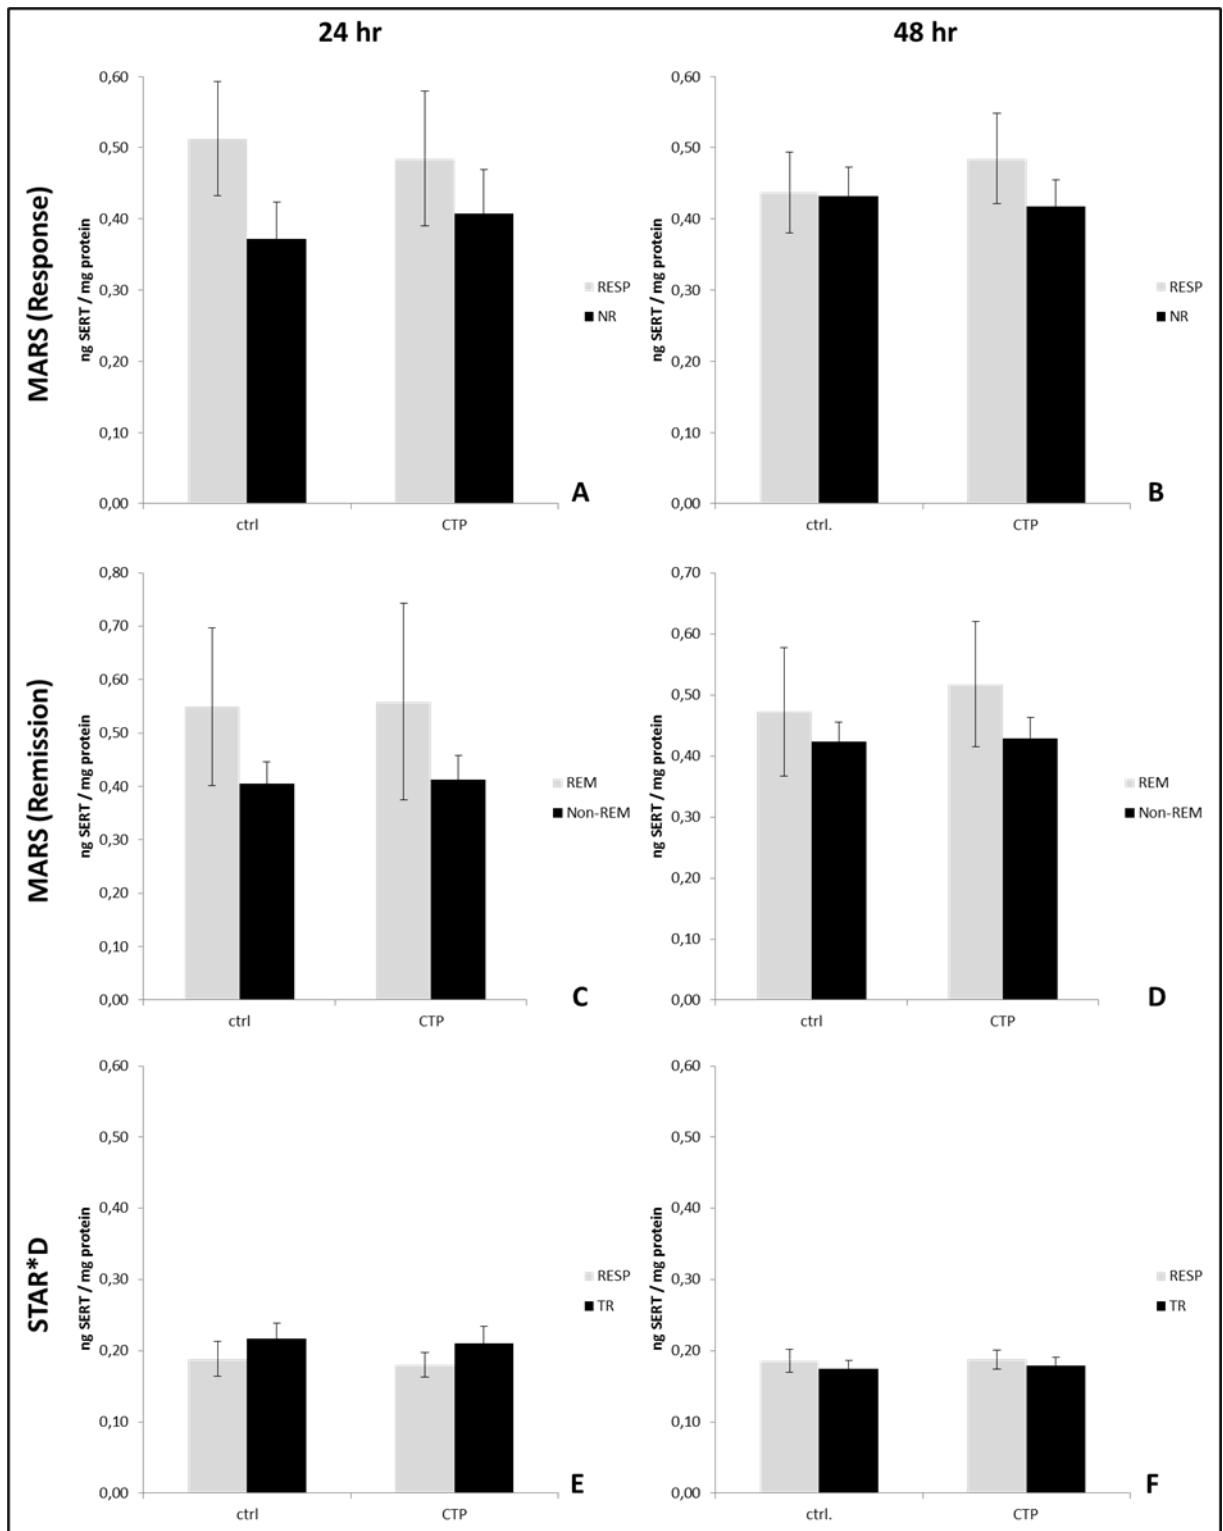 24 hr
48 hr
MARS (Response)
ng SERT / mg protein
0,60
0,50
0,40
0,30
0,20
0,10
0,00
ctrl
CTP
RESP
NR
A
ng SERT / mg protein
0,60
0,50
0,40
0,30
0,20
0,10
0,00
ctrl.
CTP
RESP
NR
B
MARS (Remission)
ng SERT / mg protein
0,80
0,70
0,60
0,50
0,40
0,30
0,20
0,10
0,00
ctrl
CTP
REM
Non-REM
C
ng SERT / mg protein
0,70
0,60
0,50
0,40
0,30
0,20
0,10
0,00
ctrl
CTP
REM
Non-REM
D
STAR*D
ng SERT / mg protein
0,60
0,50
0,40
0,30
0,20
0,10
0,00
ctrl
CTP
RESP
TR
E
ng SERT / mg protein
0,60
0,50
0,40
0,30
0,20
0,10
0,00
ctrl.
CTP
RESP
TR
F